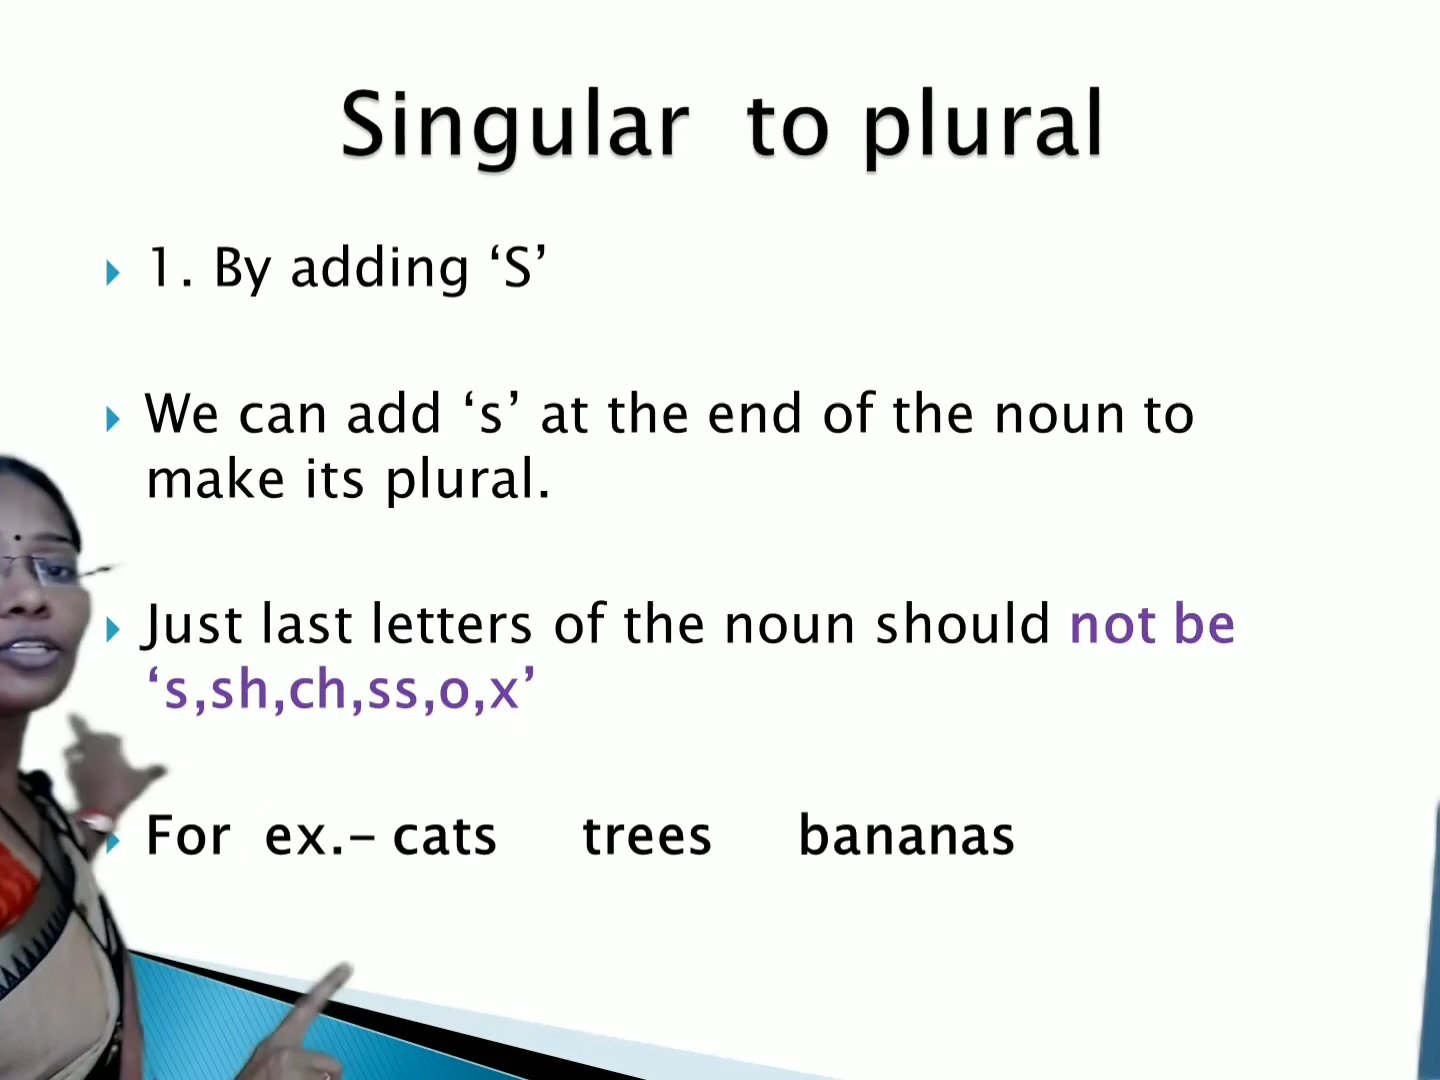 Singular to plural
1. By adding ‘S’
We can add ‘s’ at the end of the noun to
make its plural.
Just last letters of the noun should not be
‘s,sh,ch,ss,o,x’
For ex.- cats trees bananas